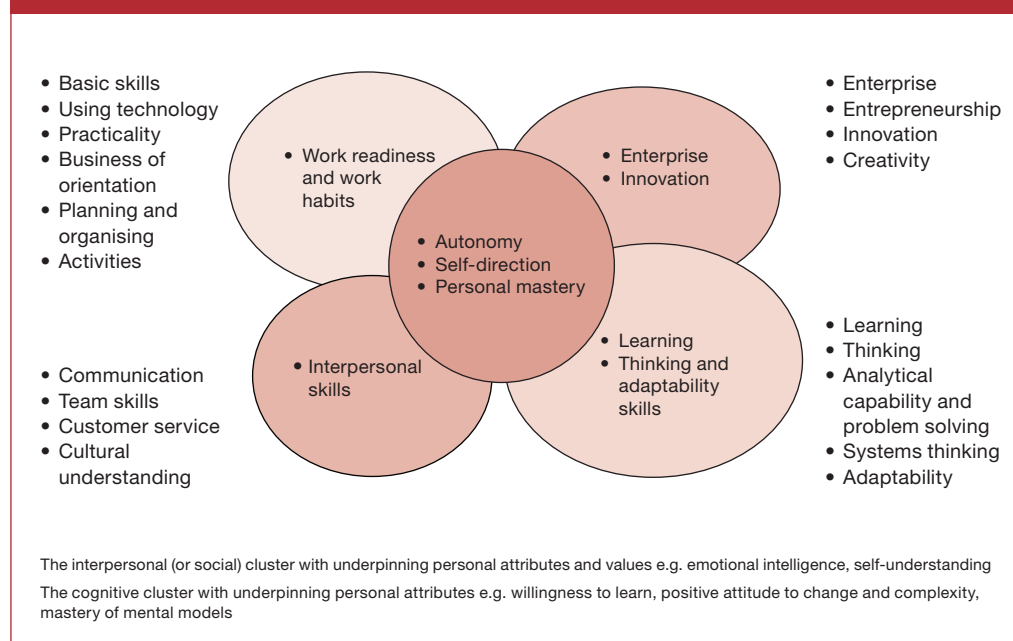 • Basic skills
• Using technology
• Practicality
• Business of
orientation
• Planning and
organising
• Activities
• Work readiness
and work
habits
• Enterprise
• Innovation
• Enterprise
• Entrepreneurship
• Innovation
• Creativity
• Autonomy
• Self-direction
• Personal mastery
• Communication
• Team skills
• Customer service
• Cultural
understanding
• Interpersonal
skills
• Learning
• Thinking and
adaptability
skills
• Learning
• Thinking
• Analytical
capability and
problem solving
• Systems thinking
• Adaptability
The interpersonal (or social) cluster with underpinning personal attributes and values e.g. emotional intelligence, self-understanding
The cognitive cluster with underpinning personal attributes e.g. willingness to learn, positive attitude to change and complexity,
mastery of mental models